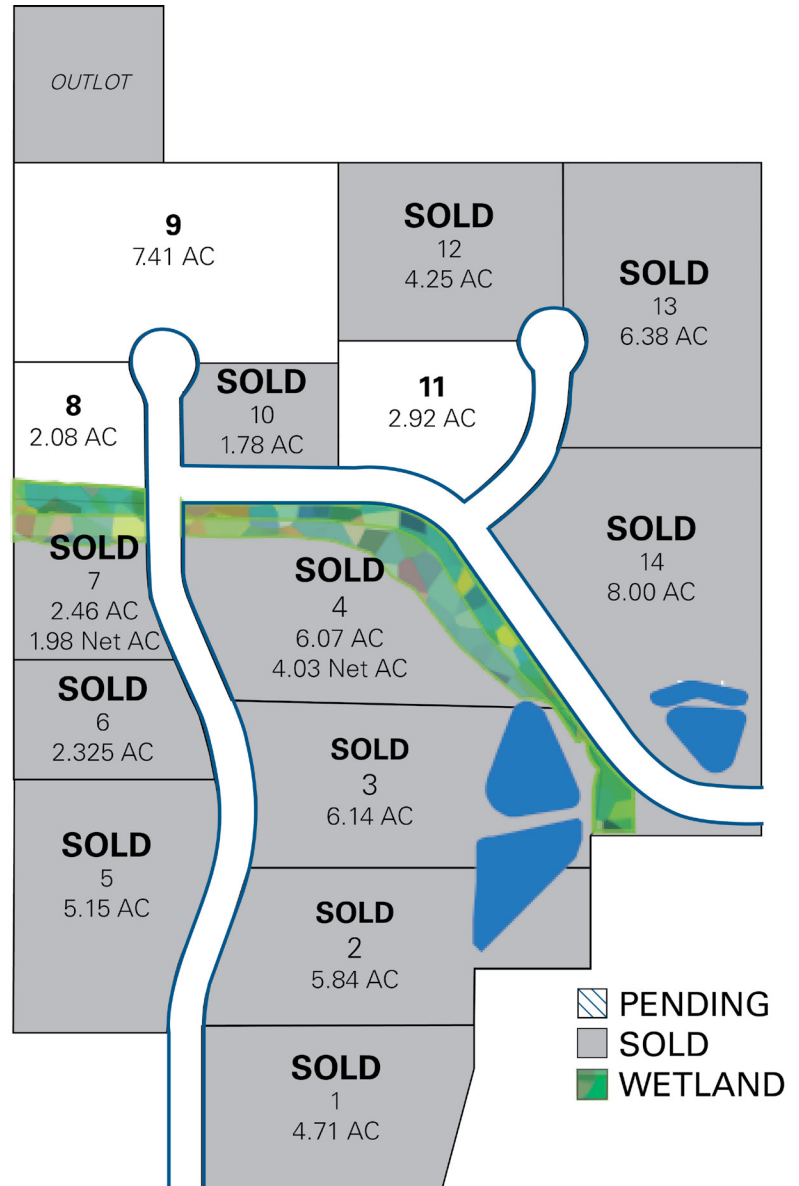 OUTLOT
9
7.41 AC
SOLD
12
4.25 AC
SOLD
13
6.38 AC
8
2.08 AC
SOLD
10
1.78 AC
11
2.92 AC
SOLD
7
2.46 AC
1.98 Net AC
SOLD
4
6.07 AC
4.03 Net AC
SOLD
14
8.00 AC
SOLD
6
2.325 AC
SOLD
3
6.14 AC
SOLD
5
5.15 AC
SOLD
2
5.84 AC
SOLD
1
4.71 AC
PENDING
SOLD
WETLAND